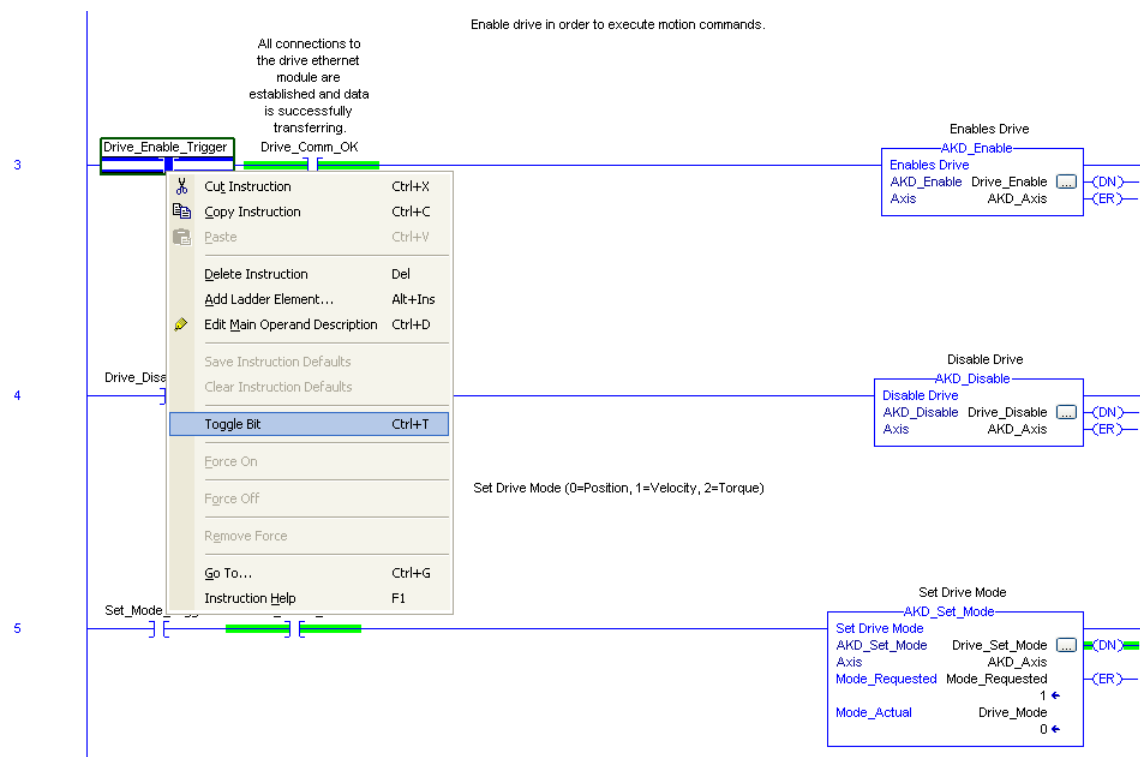 Enable drive in order to execute motion commands.
All connections to
the drive ethernet
module are
established and data
is successfully
transferring.
Drive_Enable_Trigger Drive_Comm_OK
Enables Drive
AKD_Enable
3
Enables Drive
AKD_Enable Drive_Enable ... (DN)
Axis AKD_Axis (ER)
Cut Instruction Ctrl+X
Copy Instruction Ctrl+C
Paste Ctrl+V
Delete Instruction Del
Add Ladder Element... Alt+Ins
Edit Main Operand Description Ctrl+D
Save Instruction Defaults
Clear Instruction Defaults
Toggle Bit Ctrl+T
Force On
Force Off
Remove Force
Go To... Ctrl+G
Instruction Help F1
Drive_Disa
Disable Drive
AKD_Disable
4
Disable Drive
AKD_Disable Drive_Disable ... (DN)
Axis AKD_Axis (ER)
Set Drive Mode (0=Position, 1=Velocity, 2=Torque)
Set_Mode
Set Drive Mode
AKD_Set_Mode
5
Set Drive Mode
AKD_Set_Mode Drive_Set_Mode ... (DN)
Axis AKD_Axis
Mode_Requested Mode_Requested (ER)
1
Mode_Actual Drive_Mode
0